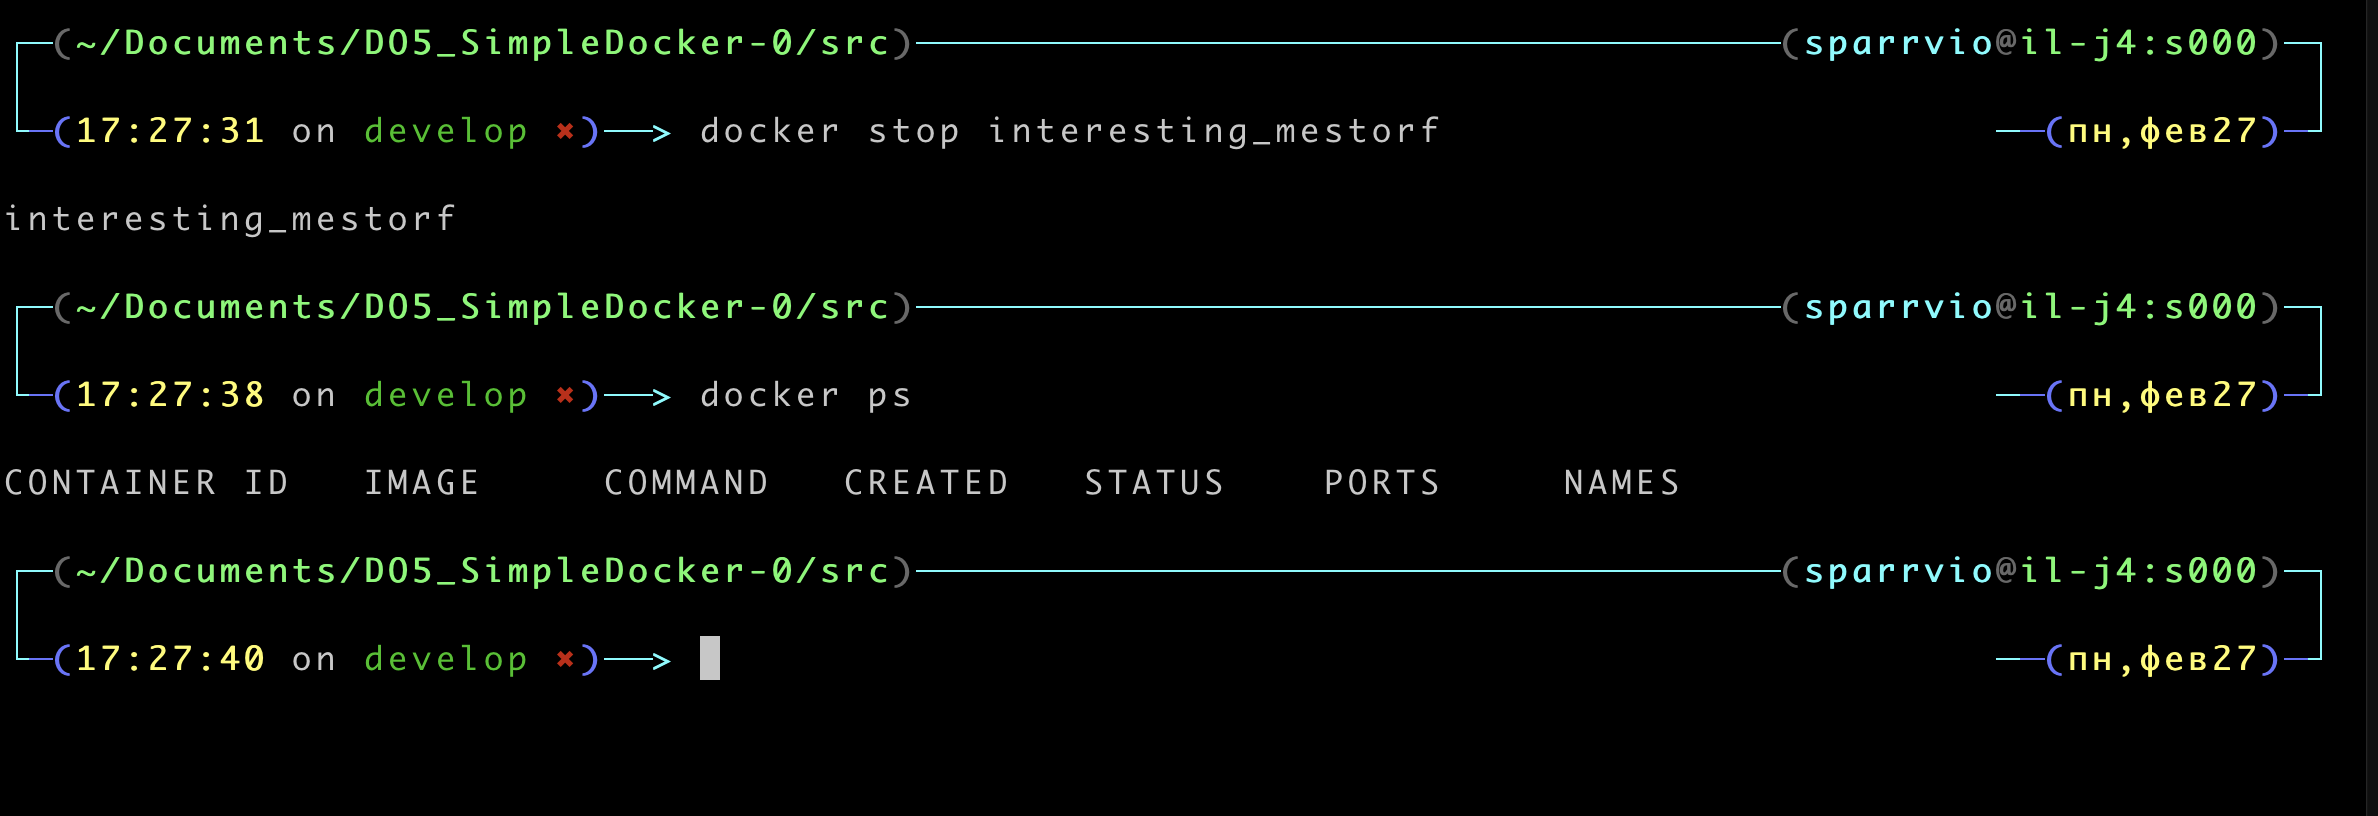 (~/Documents/DO5_SimpleDocker-0/src) (sparrvio@il-j4:s000)
(17:27:31 on develop ✖)──> docker stop interesting_mestorf (пн,фев27)
interesting_mestorf
(~/Documents/DO5_SimpleDocker-0/src) (sparrvio@il-j4:s000)
(17:27:38 on develop ✖)──> docker ps (пн,фев27)
CONTAINER ID IMAGE COMMAND CREATED STATUS PORTS NAMES
(~/Documents/DO5_SimpleDocker-0/src) (sparrvio@il-j4:s000)
(17:27:40 on develop ✖)──> (пн,фев27)